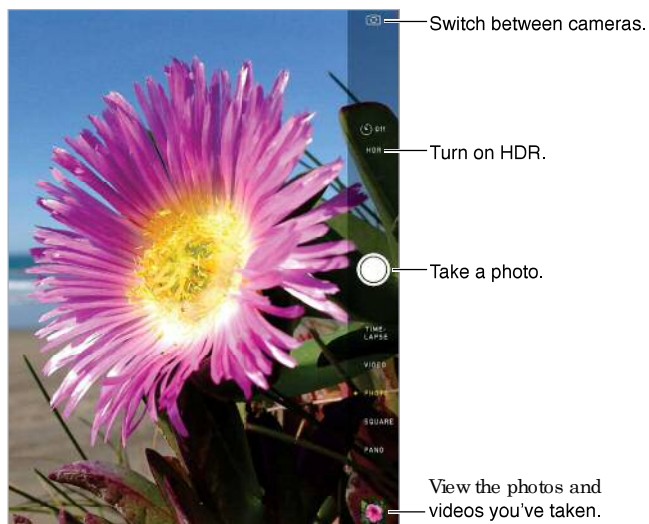 Switch between cameras.
Off
HDR
Turn on HDR.
Take a photo.
TIME-
LAPSE
VIDEO
PHOTO
SQUARE
PANO
View the photos and
videos you've taken.